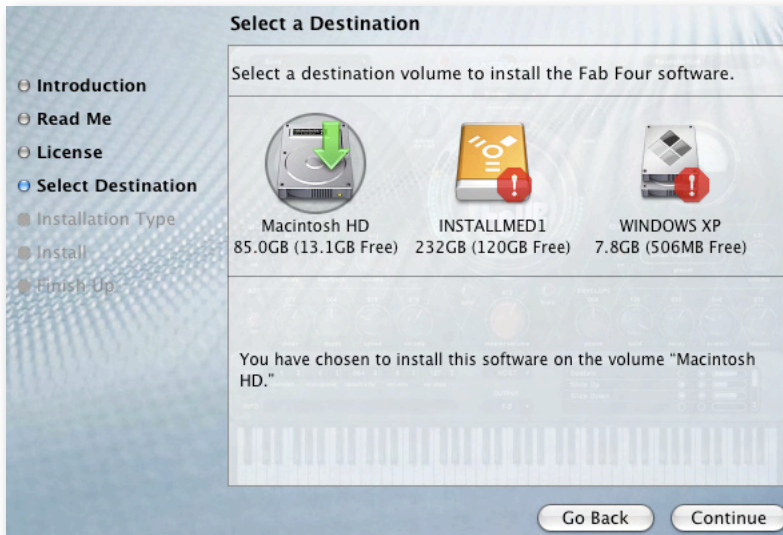 Select a Destination
Introduction
Read Me
License
Select Destination
Installation Type
Install
Finish Up
Select a destination volume to install the Fab Four software.
Macintosh HD
85.0GB (13.1GB Free)
INSTALLMED1
232GB (120GB Free)
WINDOWS XP
7.8GB (506MB Free)
You have chosen to install this software on the volume “Macintosh
HD.”
Go Back
Continue